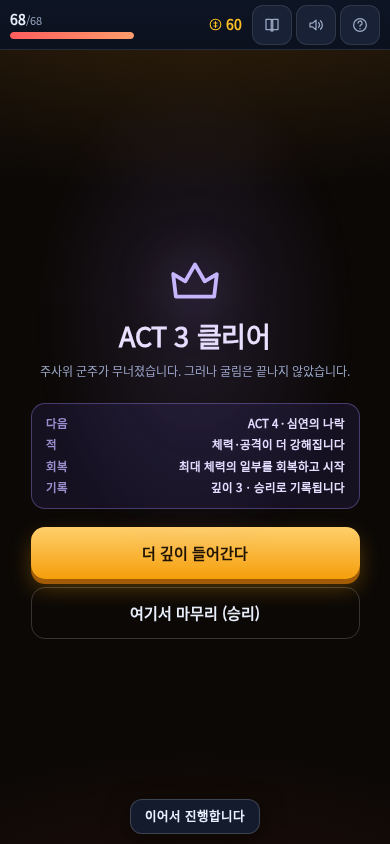 68/68
60
ACT 3 클리어
주사위 군주가 무너졌습니다. 그러나 굴림은 끝나지 않았습니다.
다음 ACT 4 · 심연의 나락
적 체력·공격이 더 강해집니다
회복 최대 체력의 일부를 회복하고 시작
기록 깊이 3 · 승리로 기록됩니다
더 깊이 들어간다
여기서 마무리 (승리)
이어서 진행합니다